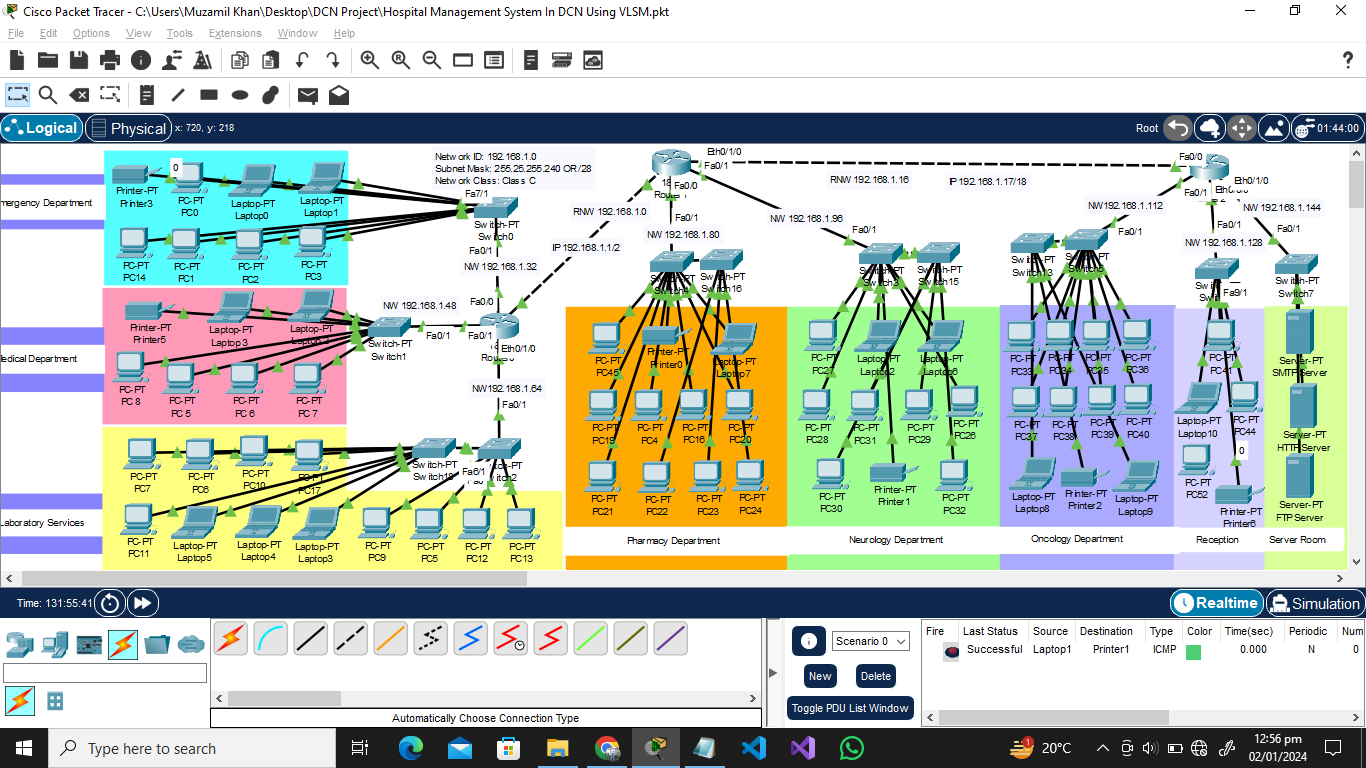 Cisco Packet Tracer - C:\Users\Muzamil Khan\Desktop\DCN Project\Hospital Management System In DCN Using VLSM.pkt
File Edit Options View Tools Extensions Window Help
Logical Physical x: 720, y: 218 Root 01:44:00
Network ID: 192.168.1.0
Subnet Mask: 255.25.255.240 OR /28
Network Class: Class C
mergency Department
0
Printer-PT
Printer3
PC-PT
PC0
Laptop-PT
Laptop0
Laptop-PT
Laptop1
PC-PT
PC14
PC-PT
PC1
PC-PT
PC2
PC-PT
PC3
Fa7/1
Switch-PT
Switch0
Fa0/1
NW 192.168.1.32
Fa0/0
RNW 192.168.1.0
IP 192.168.1.1/2
Eth0/1/0
Fa0/1
Fa0/0
Fa0/1
NW 192.168.1.80
RNW 192.168.1.16
IP 192.168.1.17/18
NW 192.168.1.96
Fa0/1
Fa0/0
Eth0/1/0
NW192.168.1.112
Fa0/1
NW 192.168.1.144
Fa0/1
NW 192.168.1.128
Fa9/1
edical Department
Printer-PT
Printer5
Laptop-PT
Laptop 3
Laptop-PT
PC-PT
PC 8
PC-PT
PC 5
PC-PT
PC 6
PC-PT
PC 7
NW 192.168.1.48
Switch-PT
Switch1
Fa0/1
Fa0/1
Eth0/1/0
NW192.168.1.64
Fa0/1
Laboratory Services
PC-PT
PC7
PC-PT
PC6
PC-PT
PC10
PC-PT
PC17
PC-PT
PC11
Laptop-PT
Laptop5
Laptop-PT
Laptop4
Laptop-PT
Laptop3
PC-PT
PC9
PC-PT
PC5
PC-PT
PC12
PC-PT
PC13
Switch-PT
Fa6/1
Switch-PT
Switch16
PC-PT
PC45
Printer-PT
Printer0
Laptop-PT
Laptop7
PC-PT
PC19
PC-PT
PC4
PC-PT
PC16
PC-PT
PC20
PC-PT
PC21
PC-PT
PC22
PC-PT
PC23
PC-PT
PC24
Pharmacy Department
Switch-PT
Switch15
PC-PT
PC27
Laptop-PT
Laptop2
Laptop-PT
Laptop6
PC-PT
PC28
PC-PT
PC31
PC-PT
PC29
PC-PT
PC26
PC-PT
PC30
Printer-PT
Printer1
PC-PT
PC32
Neurology Department
PC-PT
PC33
PC-PT
PC34
PC-PT
PC35
PC-PT
PC36
PC-PT
PC37
PC-PT
PC38
PC-PT
PC39
PC-PT
PC40
Laptop-PT
Laptop8
Printer-PT
Printer2
Laptop-PT
Laptop9
Oncology Department
PC-PT
PC41
Laptop-PT
Laptop10
PC-PT
PC44
0
PC-PT
PC52
Printer-PT
Printer6
Reception
Switch-PT
Switch7
Server-PT
SMTP Server
Server-PT
HTTP Server
Server-PT
FTP Server
Server Room
Time: 131:55:41 Realtime Simulation
Scenario 0
New Delete
Toggle PDU List Window
Fire Last Status Source Destination Type Color Time(sec) Periodic Num
Successful Laptop1 Printer1 ICMP 0.000 N 0
Automatically Choose Connection Type
Type here to search
1
20°C
12:56 pm
02/01/2024